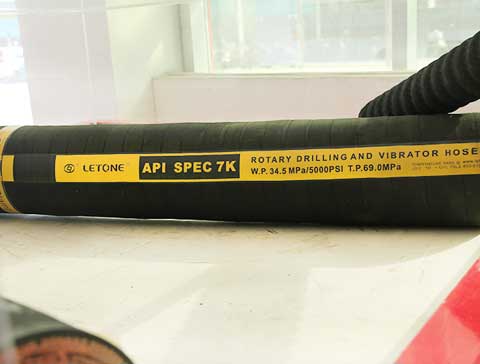 LETONE API SPEC 7K ROTARY DRILLING AND VIBRATOR HOSE
W.P. 34.5 MPa/5000PSI T.P.69.0MPa